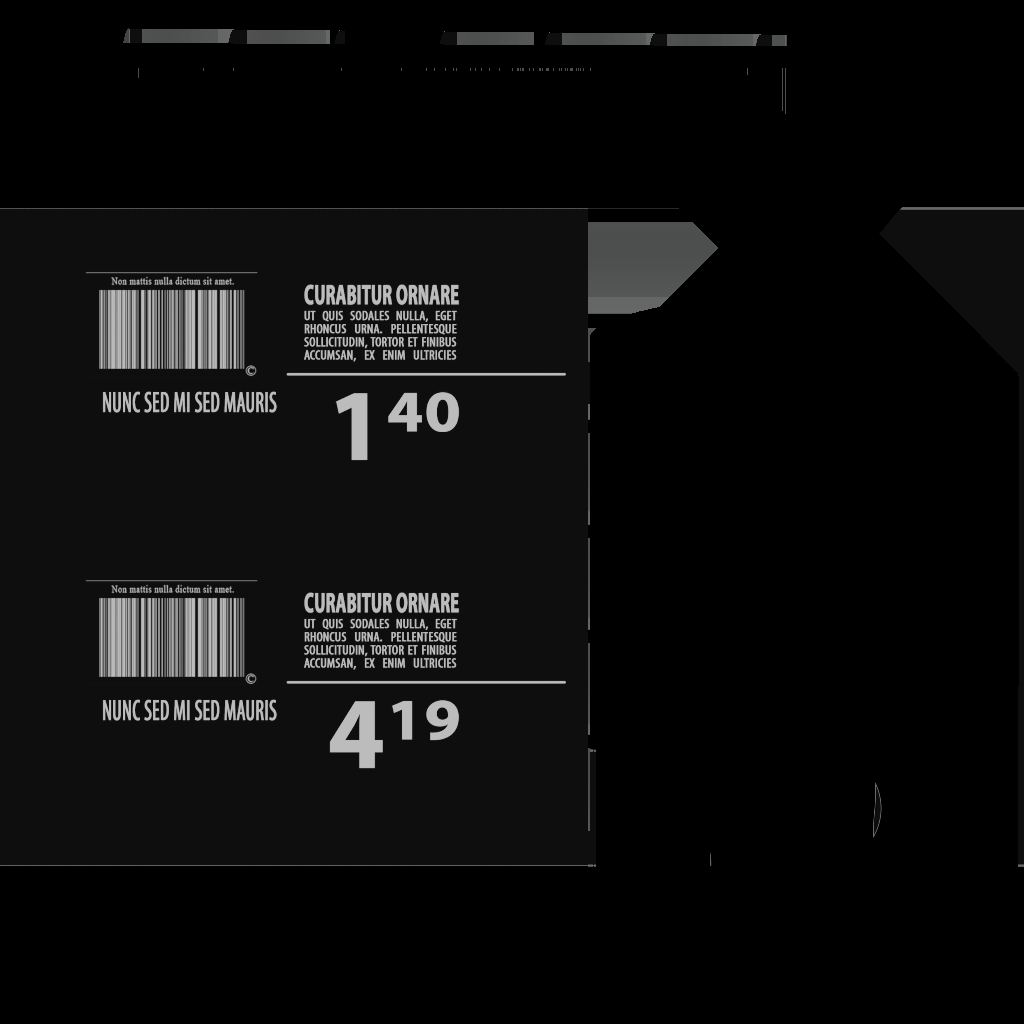 Non mattis nulla dictum sit amet.
©
NUNC SED MI SED MAURIS
CURABITUR ORNARE
UT QUIS SODALES NULLA, EGET
RHONCUS URNA. PELLENTESQUE
SOLLICITUDIN, TORTOR ET FINIBUS
ACCUMSAN, EX ENIM ULTRICIES
1 40
Non mattis nulla dictum sit amet.
©
NUNC SED MI SED MAURIS
CURABITUR ORNARE
UT QUIS SODALES NULLA, EGET
RHONCUS URNA. PELLENTESQUE
SOLLICITUDIN, TORTOR ET FINIBUS
ACCUMSAN, EX ENIM ULTRICIES
4 19